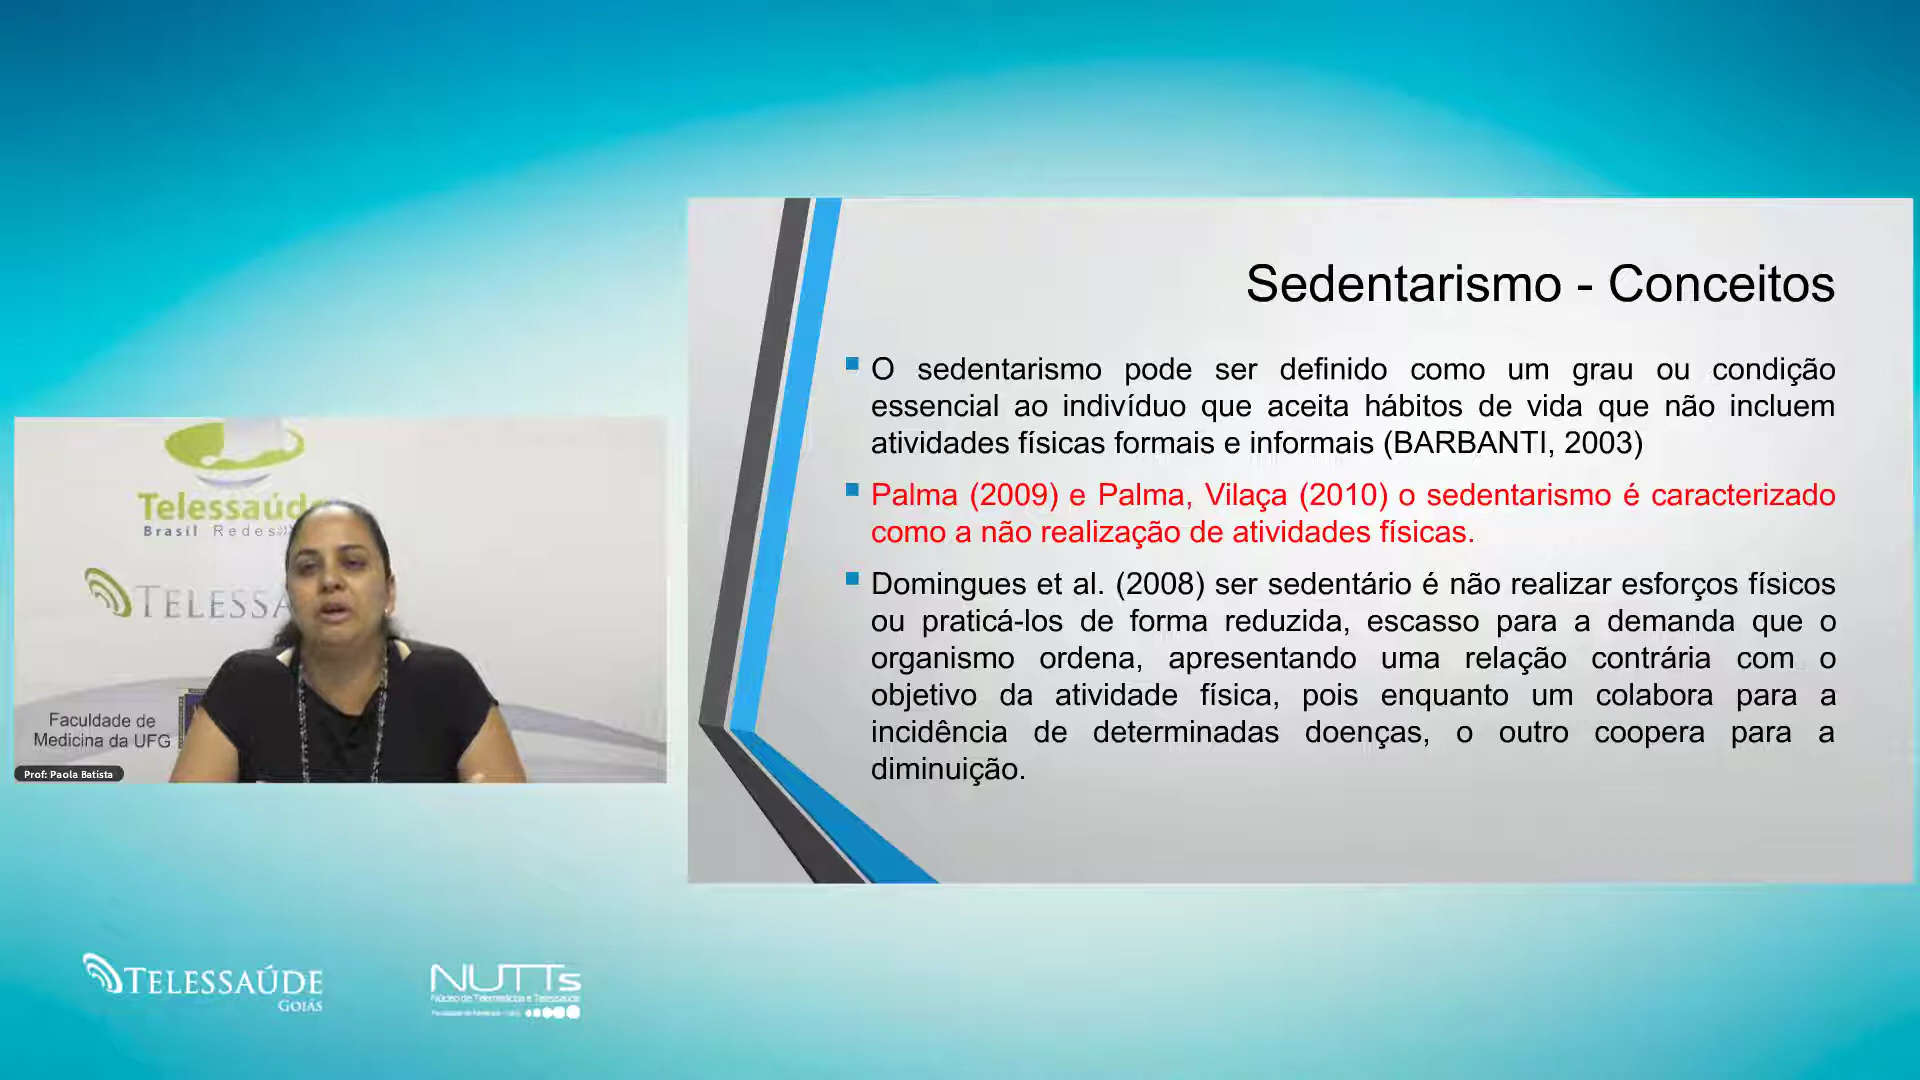 Sedentarismo - Conceitos
O sedentarismo pode ser definido como um grau ou condição
essencial ao indivíduo que aceita hábitos de vida que não incluem
atividades físicas formais e informais (BARBANTI, 2003)
Palma (2009) e Palma, Vilaça (2010) o sedentarismo é caracterizado
como a não realização de atividades físicas.
Domingues et al. (2008) ser sedentário é não realizar esforços físicos
ou praticá-los de forma reduzida, escasso para a demanda que o
organismo ordena, apresentando uma relação contrária com o
objetivo da atividade física, pois enquanto um colabora para a
incidência de determinadas doenças, o outro coopera para a
diminuição.
Telessaúd
Brasil Redes
TELESSA
Faculdade de
Medicina da UFG
Prof: Paola Batista
TELESSAÚDE
GOIÁS
NUTTs
Núcleo de Telemedicina e Telessaúde